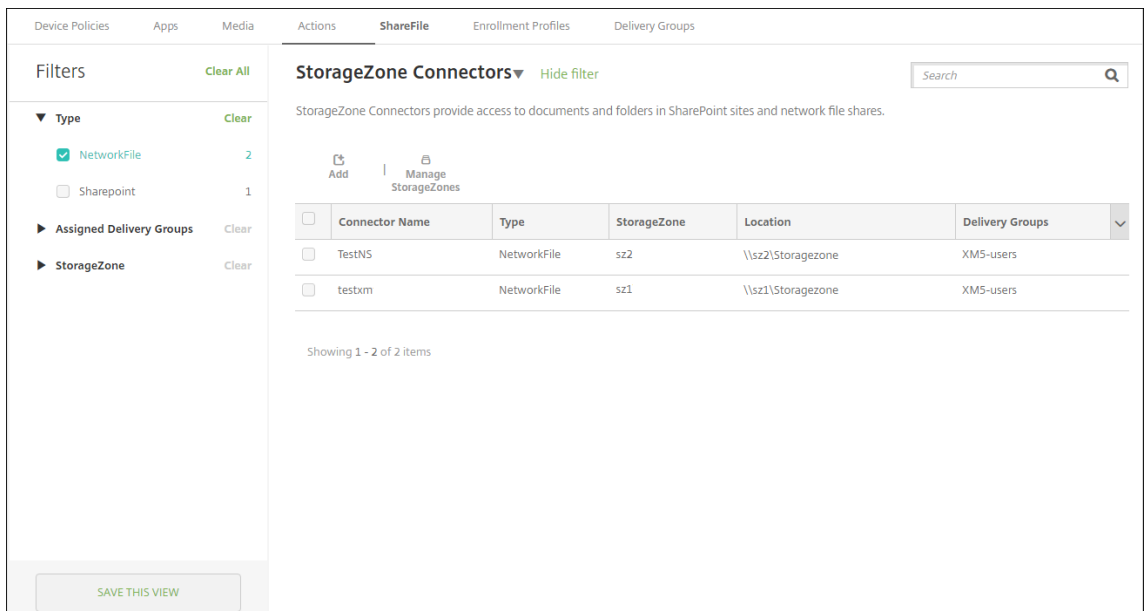 Device Policies Apps Media Actions ShareFile Enrollment Profiles Delivery Groups
Filters Clear All
Type Clear
NetworkFile 2
Sharepoint 1
Assigned Delivery Groups Clear
StorageZone Clear
SAVE THIS VIEW
StorageZone Connectors Hide filter
Search
StorageZone Connectors provide access to documents and folders in SharePoint sites and network file shares.
Add | Manage
StorageZones
Connector Name Type StorageZone Location Delivery Groups
TestNS NetworkFile sz2 \\sz2\Storagezone XM5-users
testxm NetworkFile sz1 \\sz1\Storagezone XM5-users
Showing 1 - 2 of 2 items